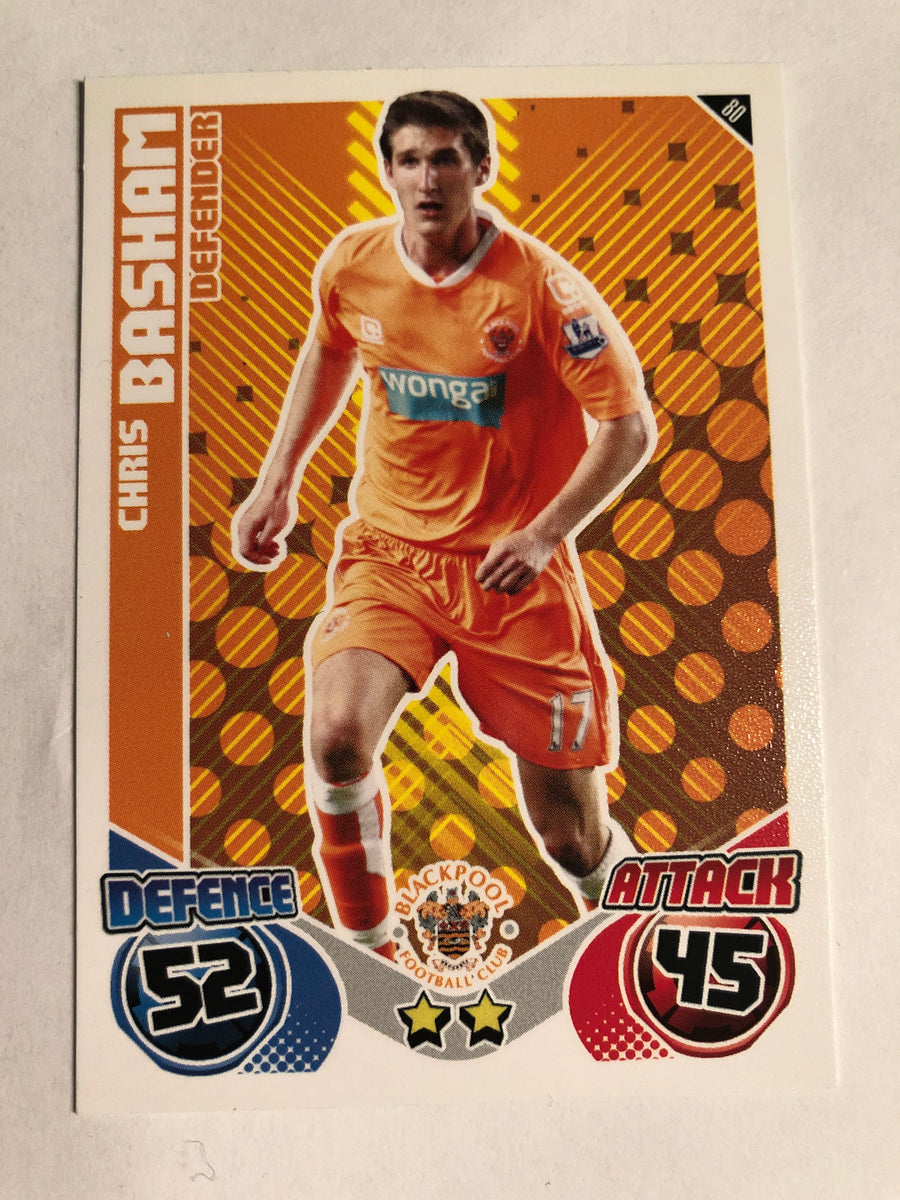 80
CHRIS BASHAM
DEFENDER
wonga
17
DEFENCE
52
BLACKPOOL
FOOTBALL CLUB
ATTACK
45